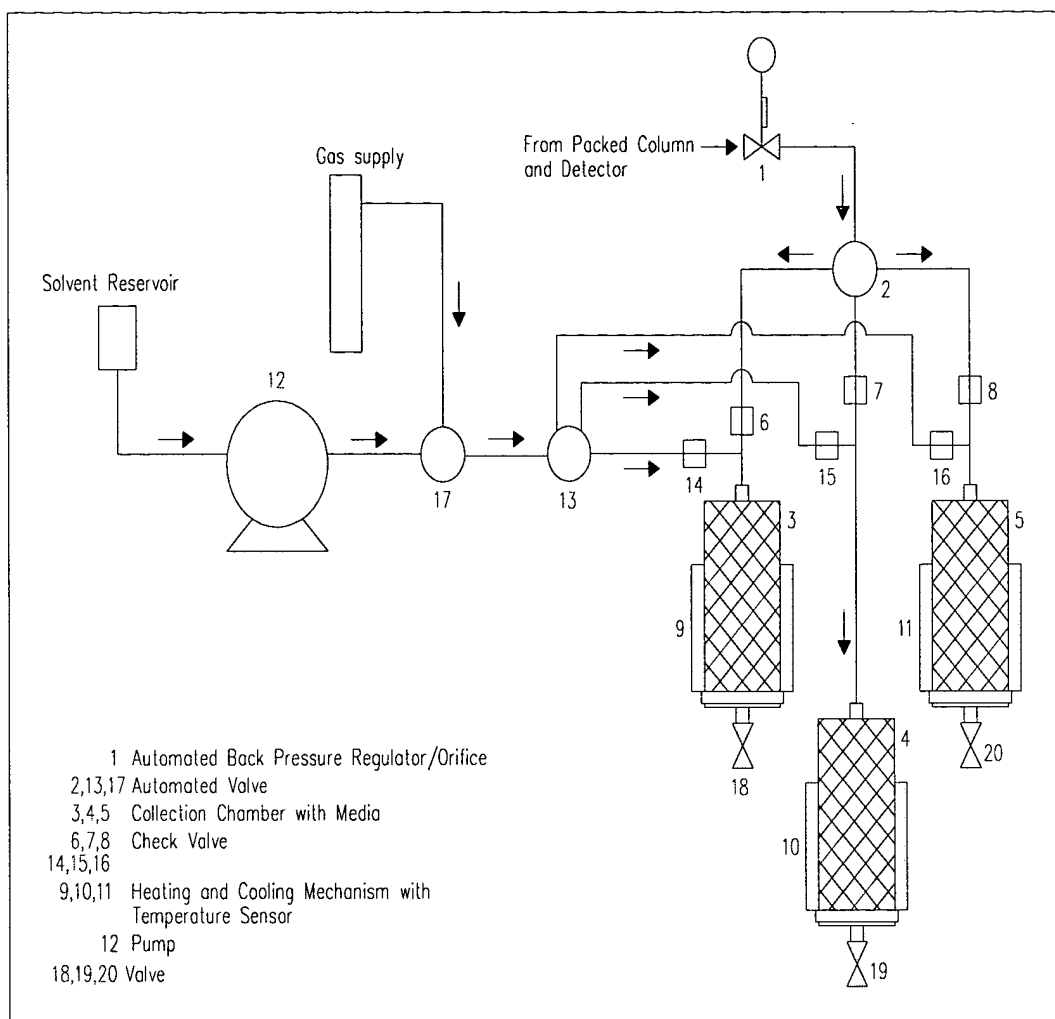 From Packed Column
and Detector
1
Gas supply
2
Solvent Reservoir
12
7
8
6
17
13
14
15
16
3
5
9
11
4
18
20
10
19
1 Automated Back Pressure Regulator/Orifice
2,13,17 Automated Valve
3,4,5 Collection Chamber with Media
6,7,8 Check Valve
14,15,16
9,10,11 Heating and Cooling Mechanism with
Temperature Sensor
12 Pump
18,19,20 Valve